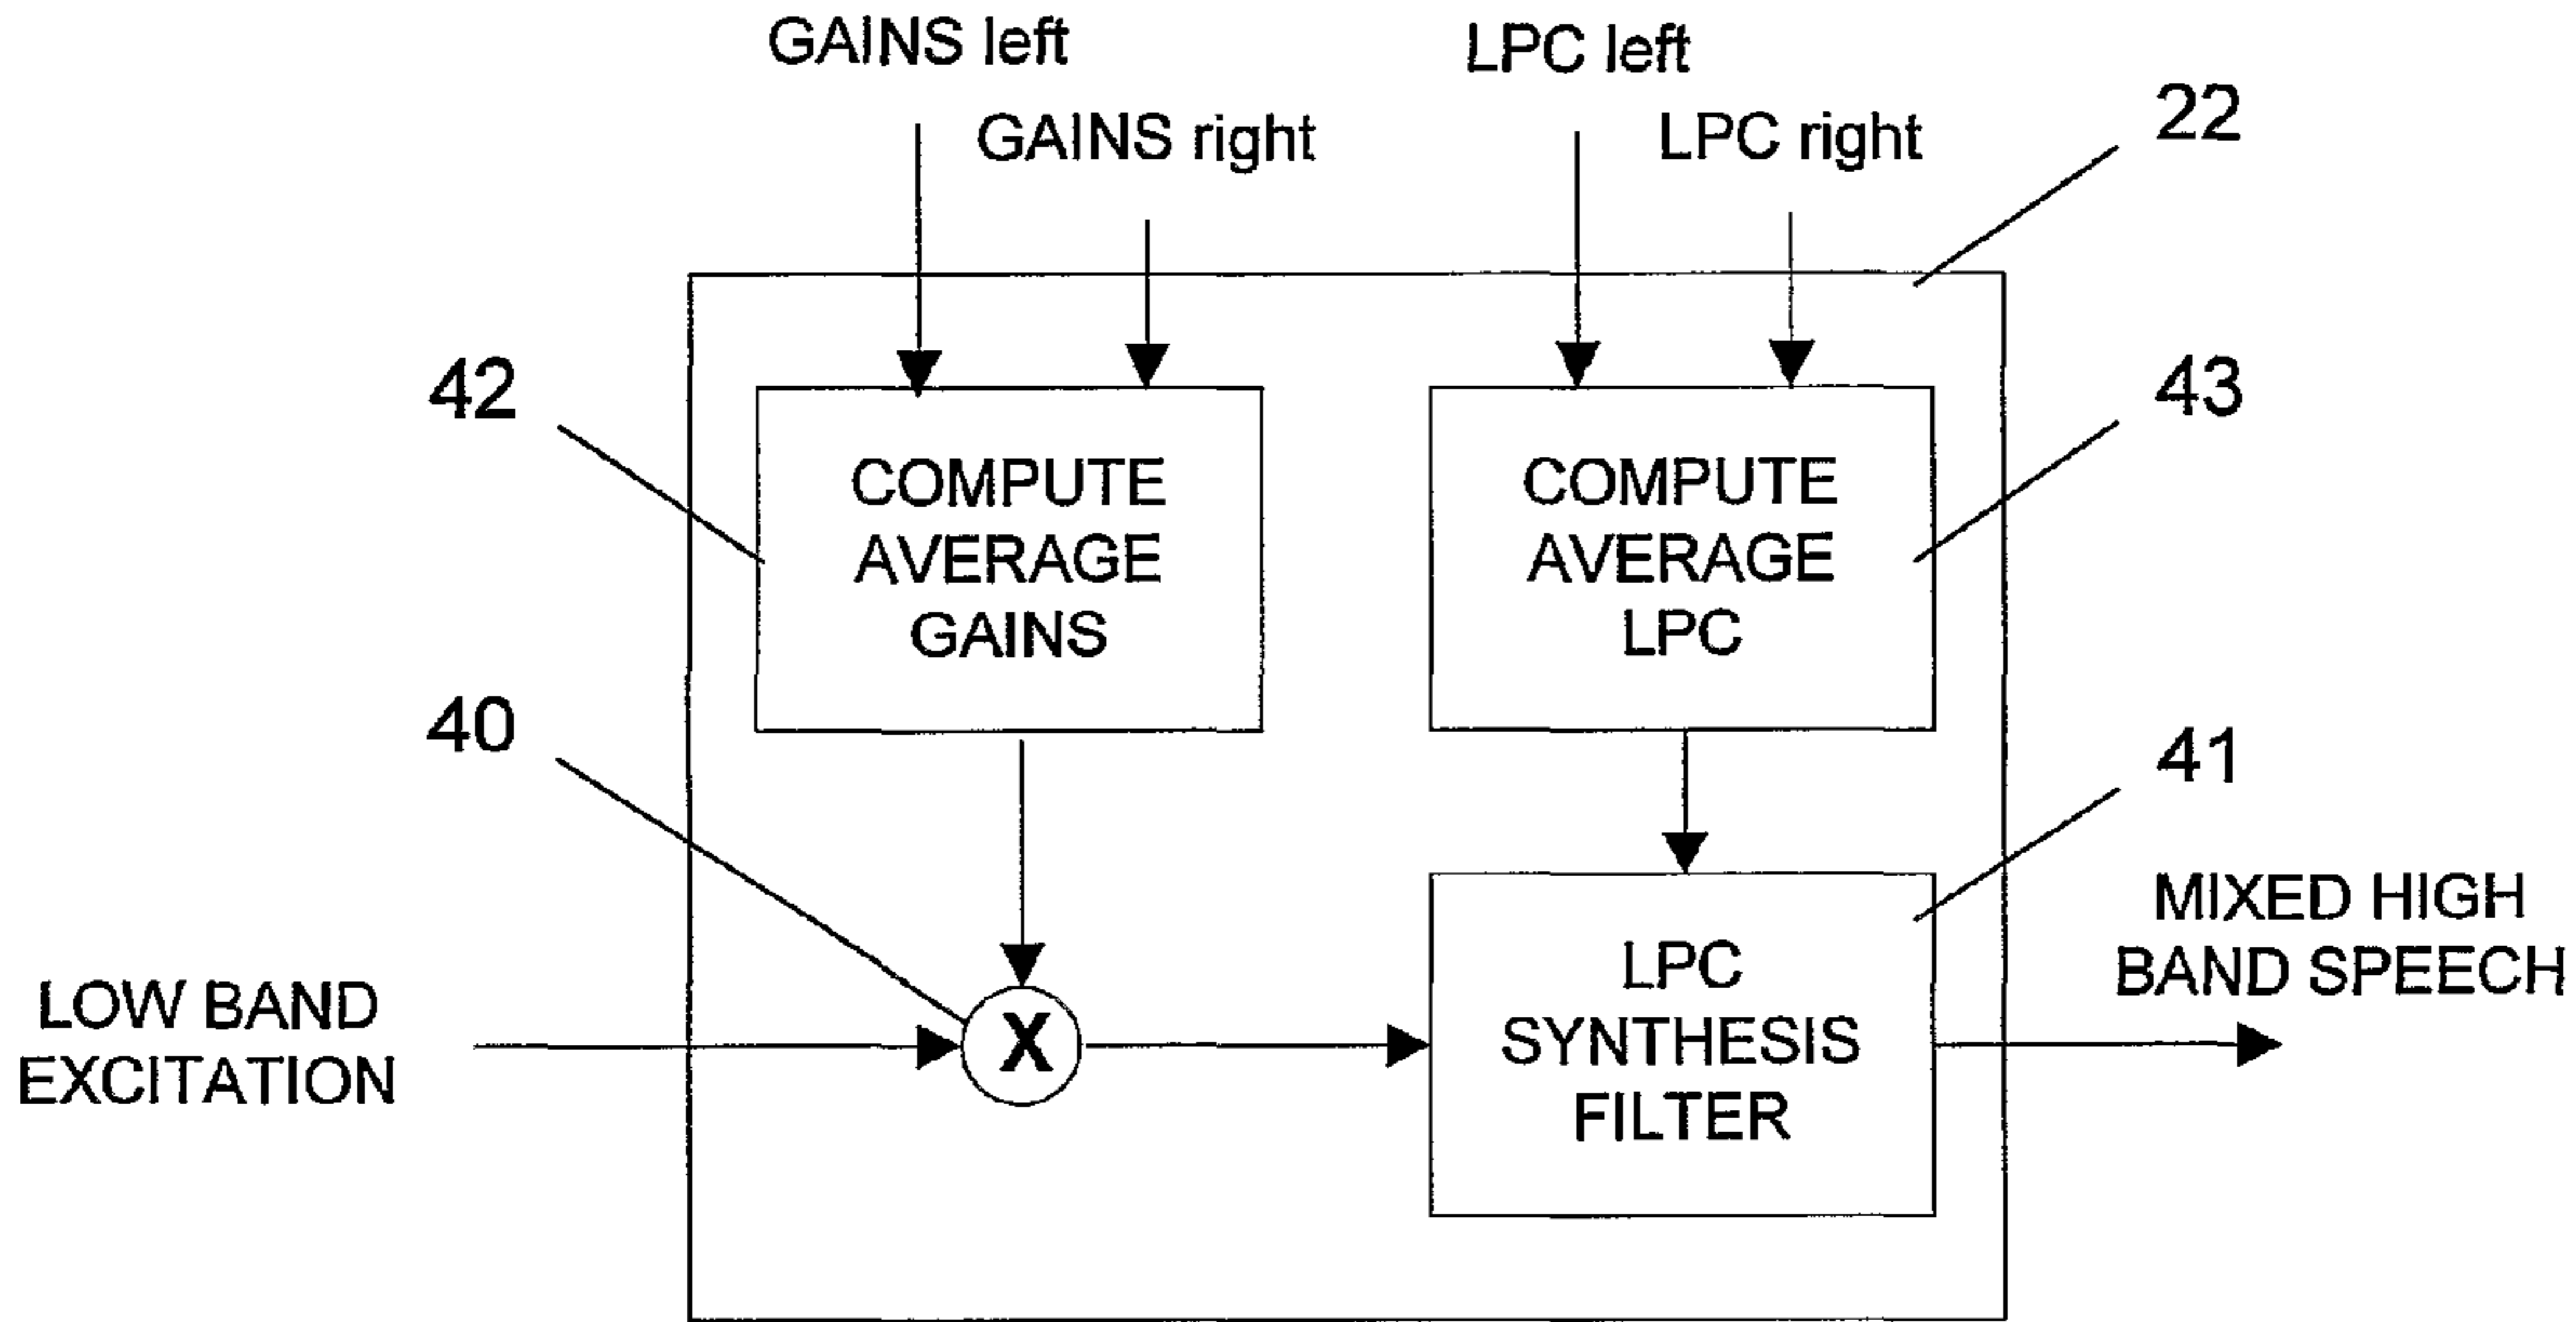 GAINS left
LPC left
GAINS right
LPC right
22
42
43
COMPUTE
AVERAGE
GAINS
COMPUTE
AVERAGE
LPC
40
41
LOW BAND
EXCITATION
X
LPC
SYNTHESIS
FILTER
MIXED HIGH
BAND SPEECH